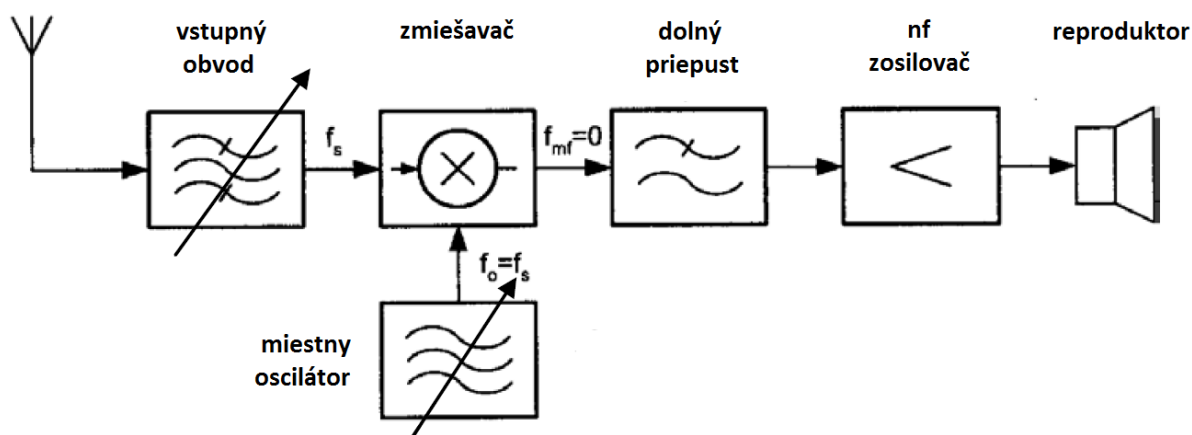 vstupný
obvod
zmiešavač
dolný
priepust
nf
zosilovač
reproduktor
fs
fmf=0
fo=fs
miestny
oscilátor